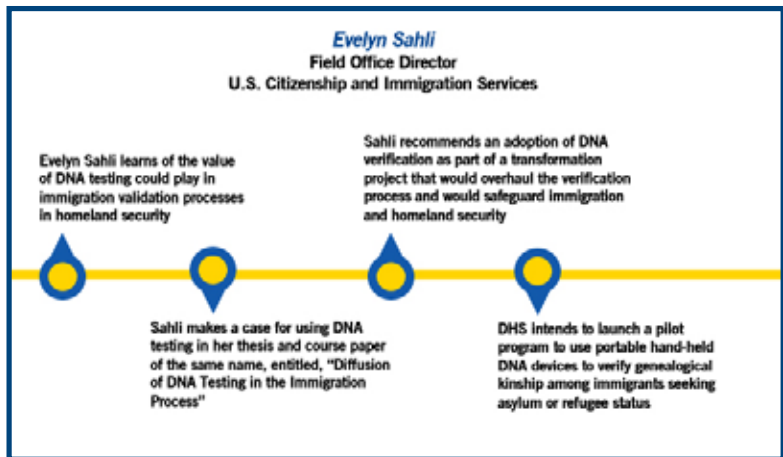 Evelyn Sahli
Field Office Director
U.S. Citizenship and Immigration Services
Evelyn Sahli learns of the value
of DNA testing could play in
immigration validation processes
in homeland security
Sahli makes a case for using DNA
testing in her thesis and course paper
of the same name, entitled, “Diffusion
of DNA Testing in the Immigration
Process”
Sahli recommends an adoption of DNA
verification as part of a transformation
project that would overhaul the verification
process and would safeguard immigration
and homeland security
DHS intends to launch a pilot
program to use portable hand-held
DNA devices to verify genealogical
kinship among immigrants seeking
asylum or refugee status